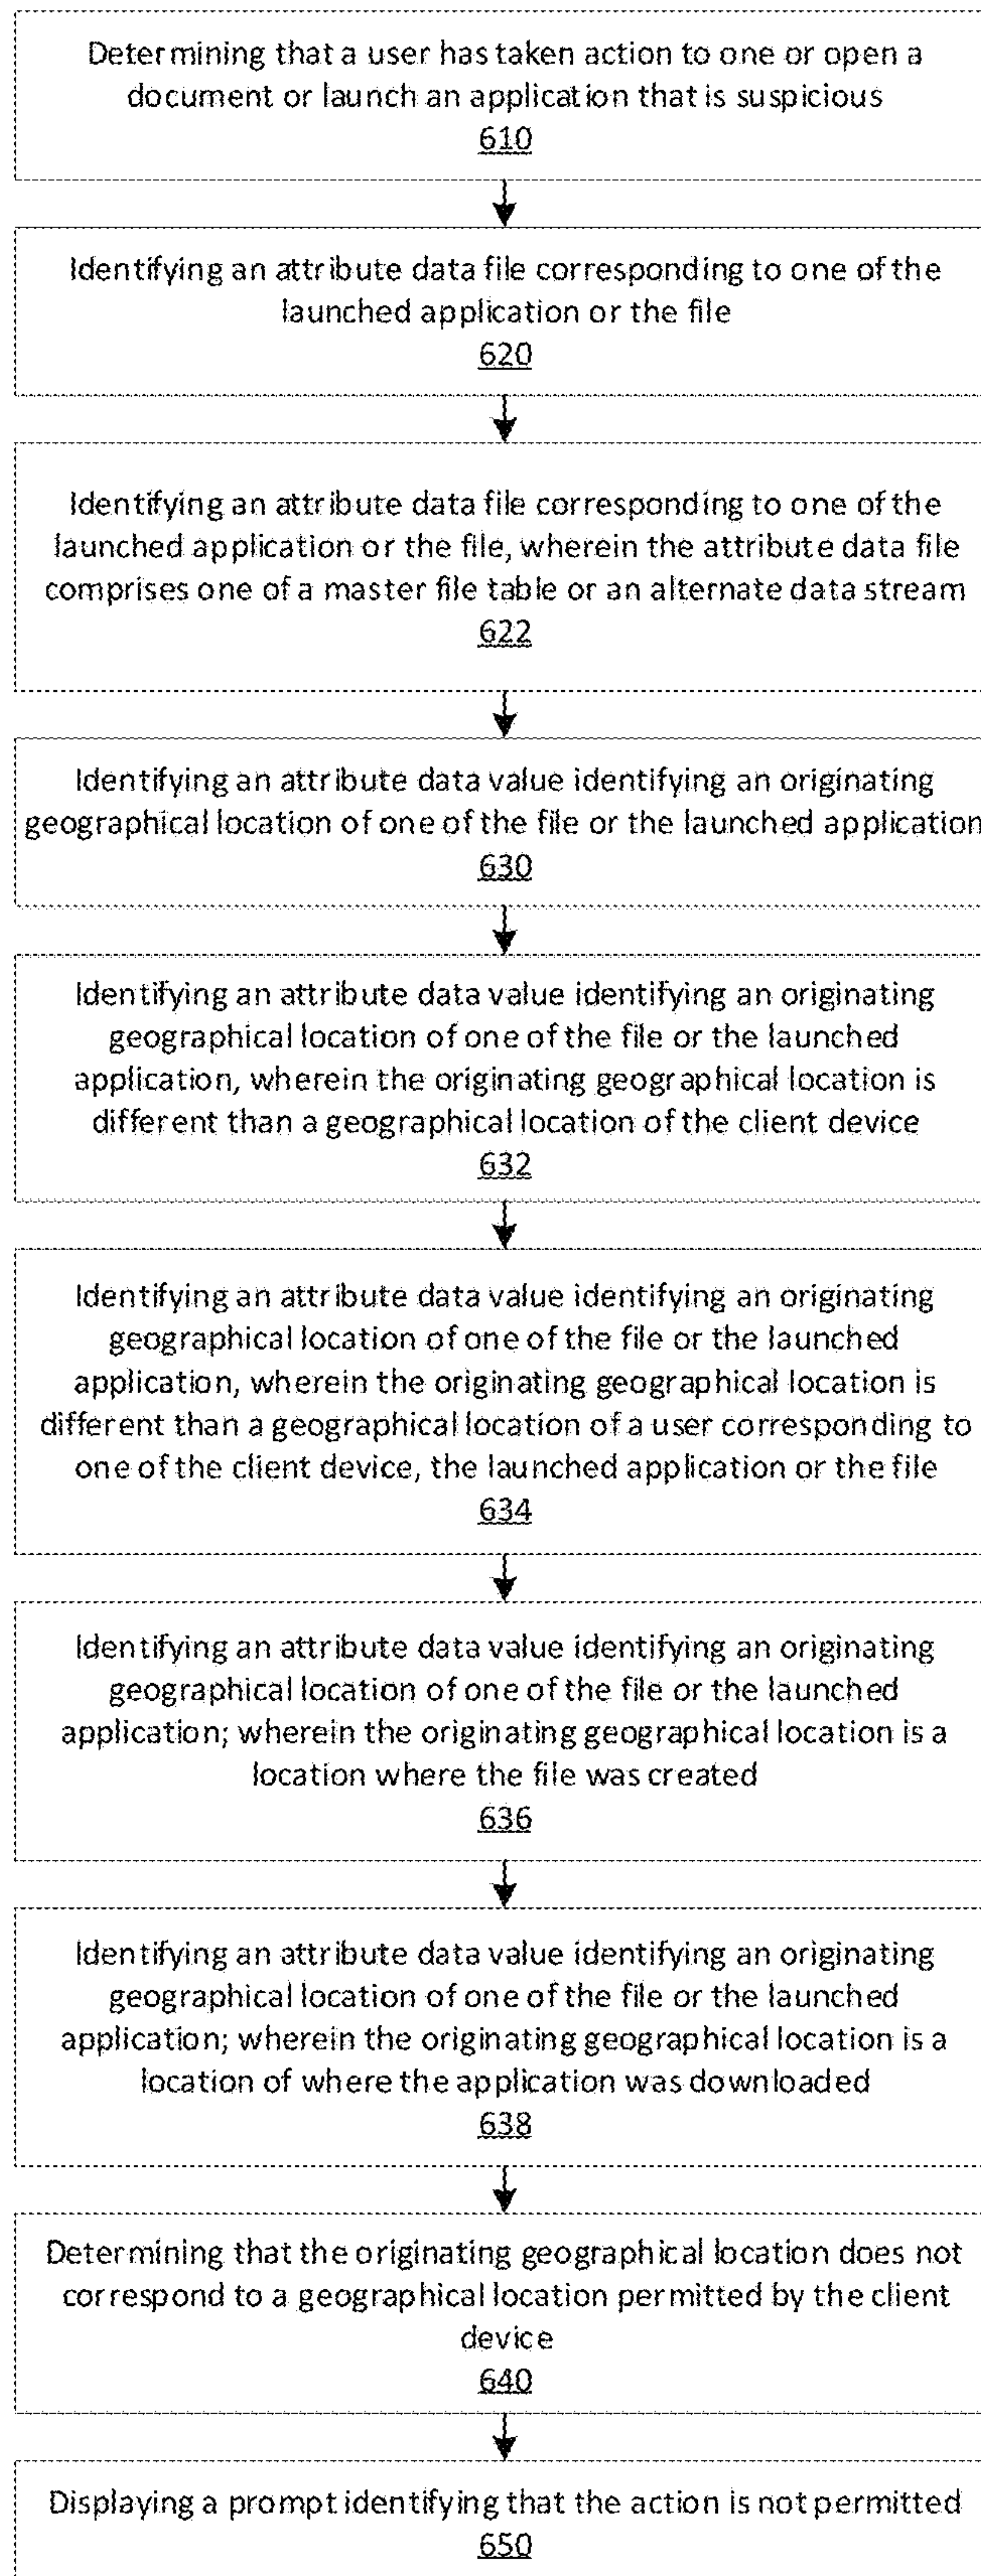 Determining that a user has taken action to one or open a
document or launch an application that is suspicious
610
Identifying an attribute data file corresponding to one of the
launched application or the file
620
Identifying an attribute data file corresponding to one of the
launched application or the file, wherein the attribute data file
comprises one of a master file table or an alternate data stream
622
Identifying an attribute data value identifying an originating
geographical location of one of the file or the launched application
630
Identifying an attribute data value identifying an originating
geographical location of one of the file or the launched
application, wherein the originating geographical location is
different than a geographical location of the client device
632
Identifying an attribute data value identifying an originating
geographical location of one of the file or the launched
application, wherein the originating geographical location is
different than a geographical location of a user corresponding to
one of the client device, the launched application or the file
634
Identifying an attribute data value identifying an originating
geographical location of one of the file or the launched
application; wherein the originating geographical location is a
location where the file was created
636
Identifying an attribute data value identifying an originating
geographical location of one of the file or the launched
application; wherein the originating geographical location is a
location of where the application was downloaded
638
Determining that the originating geographical location does not
correspond to a geographical location permitted by the client
device
640
Displaying a prompt identifying that the action is not permitted
650